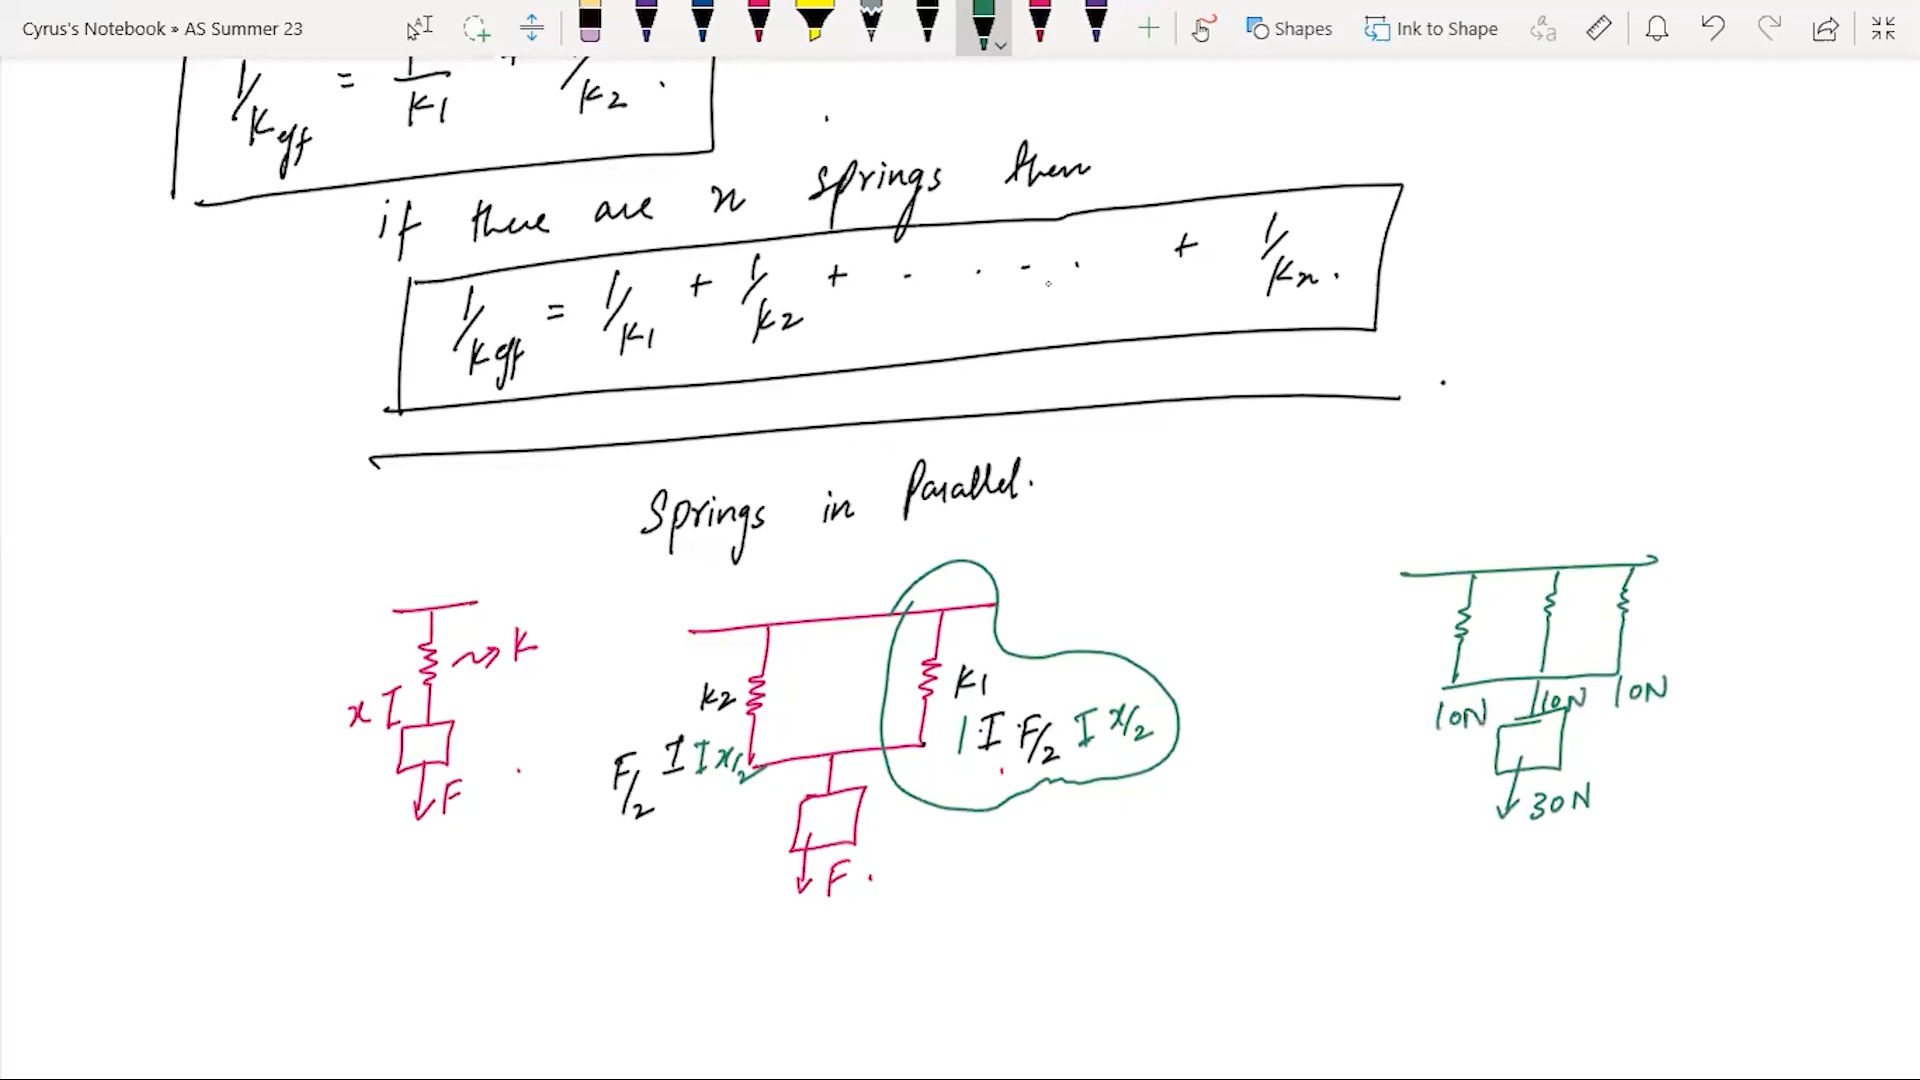 Cyrus's Notebook » AS Summer 23
Shapes
Ink to Shape
1/Keff = 1/K1 + 1/K2 .
if there are n springs then
1/Keff = 1/K1 + 1/K2 + - . - . + 1/Kn .
Springs in Parallel.
K
x
F
K2
K1
F/2 x/2
F/2 x/2
F .
10N 10N 10N
30N